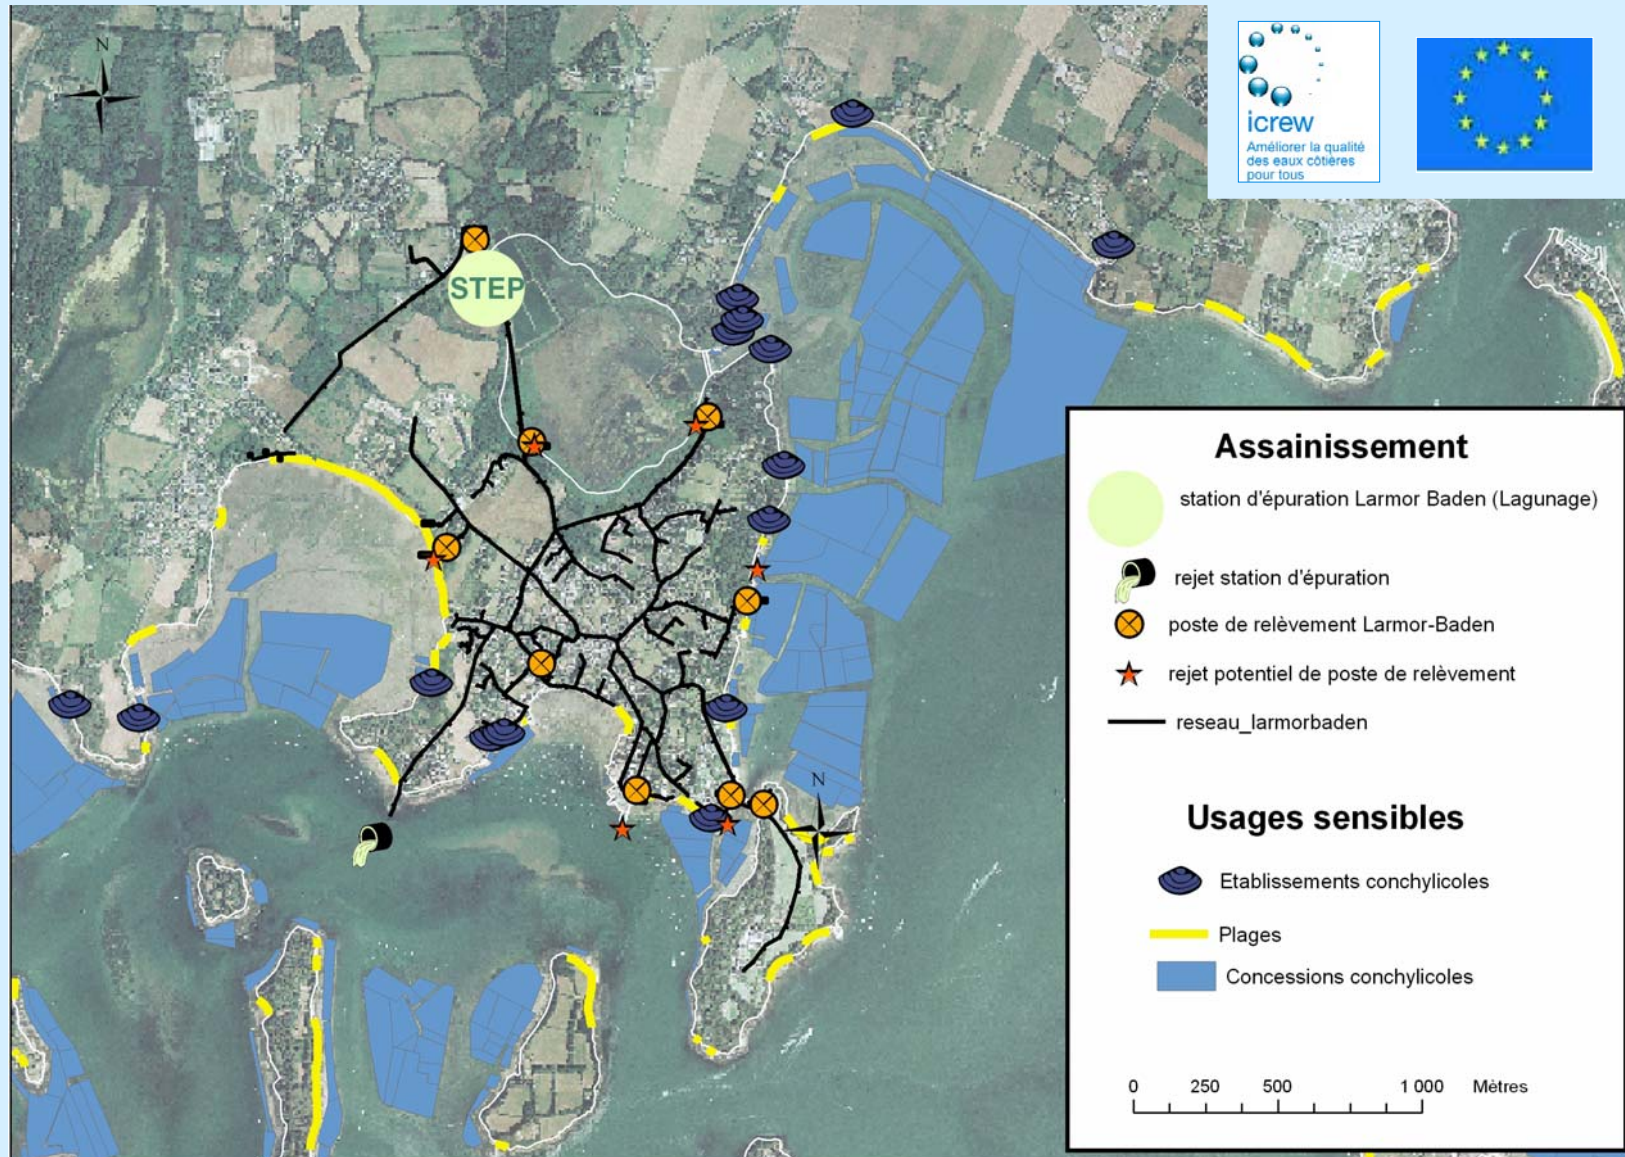 N
icrew
Améliorer la qualité
des eaux côtières
pour tous
STEP
N
Assainissement
station d'épuration Larmor Baden (Lagunage)
rejet station d'épuration
poste de relèvement Larmor-Baden
rejet potentiel de poste de relèvement
reseau_larmorbaden
Usages sensibles
Etablissements conchylicoles
Plages
Concessions conchylicoles
0 250 500 1 000 Mètres